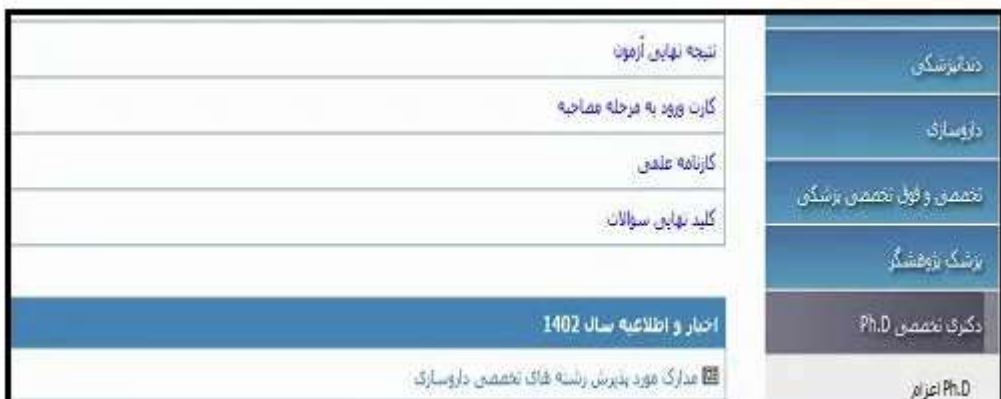 نتیجه نهایی آزمون
کارت ورود به مرحله مصاحبه
کارنامه علمی
کلید نهایی سوالات
اخبار و اطلاعیه سال 1402
مدارک مورد پذیرش رشته های تخصصی داروسازی
دندانپزشکی
داروسازی
تخصصی و فوق تخصصی پزشکی
پزشک پژوهشگر
دکتری تخصصی Ph.D
Ph.D اعزام